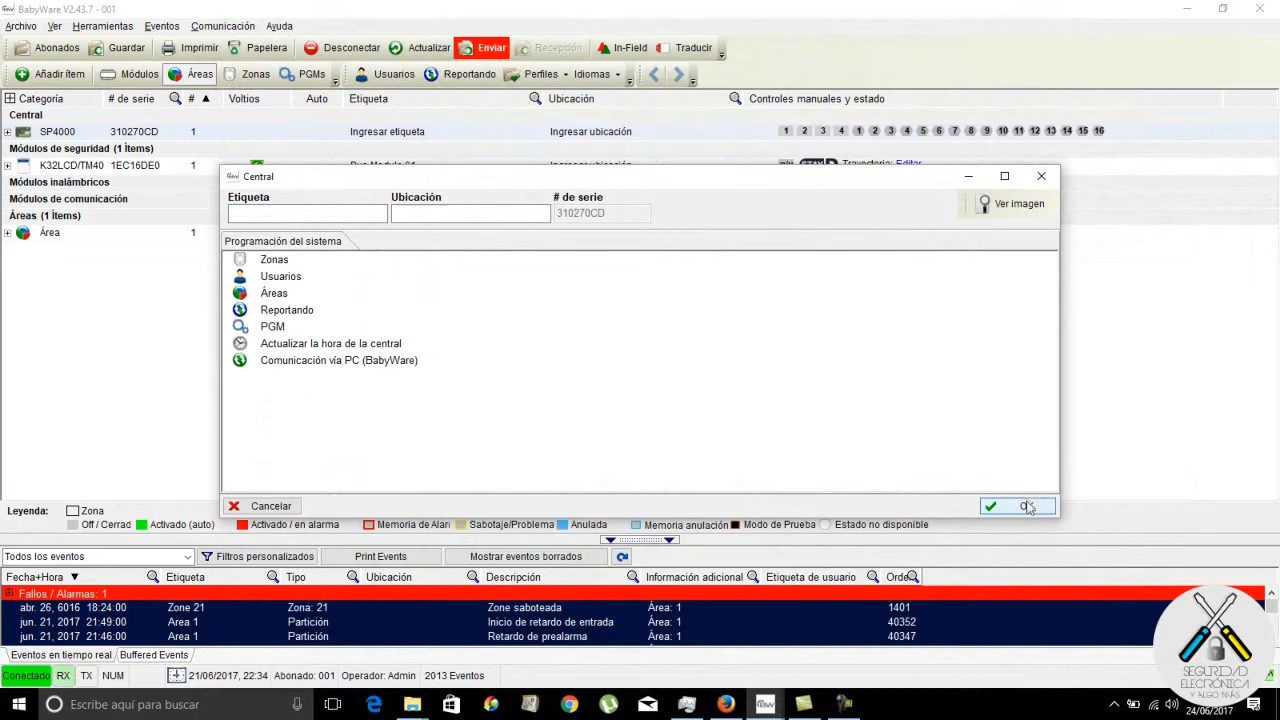 BabyWare V2.43.7 - 001
Archivo Ver Herramientas Eventos Comunicación Ayuda
Abonados Guardar Imprimir Papelera Desconectar Actualizar Enviar Recepción In-Field Traducir
Añadir ítem Módulos Áreas Zonas PGMs Usuarios Reportando Perfiles Idiomas
Categoría # de serie # Voltios Auto Etiqueta Ubicación Controles manuales y estado
Central
SP4000 310270CD 1 Ingresar etiqueta Ingresar ubicación 1 2 3 4 1 2 3 4 5 6 7 8 9 10 11 12 13 14 15 16
Módulos de seguridad (1 Ítems)
K32LCD/TM40 1EC16DE0 1
Módulos inalámbricos
Módulos de comunicación
Áreas (1 Ítems)
Área 1
Central
Etiqueta Ubicación # de serie
310270CD
Ver imagen
Programación del sistema
Zonas
Usuarios
Áreas
Reportando
PGM
Actualizar la hora de la central
Comunicación vía PC (BabyWare)
Cancelar
Leyenda: Zona
Off / Cerrad Activado (auto) Activado / en alarma Memoria de Alari Sabotaje/Problema Anulada Memoria anulación Modo de Prueba Estado no disponible
Todos los eventos Filtros personalizados Print Events Mostrar eventos borrados
Fecha+Hora Etiqueta Tipo Ubicación Descripción Información adicional Etiqueta de usuario Orde
Fallos / Alarmas: 1
abr. 26, 6016 18:24:00 Zone 21 Zona: 21 Zone saboteada Área: 1 1401
jun. 21, 2017 21:49:00 Area 1 Partición Inicio de retardo de entrada Área: 1 40352
jun. 21, 2017 21:46:00 Area 1 Partición Retardo de prealarma Área: 1 40347
Eventos en tiempo real Buffered Events
Conectado RX TX NUM 21/06/2017, 22:34 Abonado: 001 Operador: Admin 2013 Eventos
SEGURIDAD
ELECTRÓNICA
Y ALGO MÁS
Escribe aquí para buscar
24/06/2017